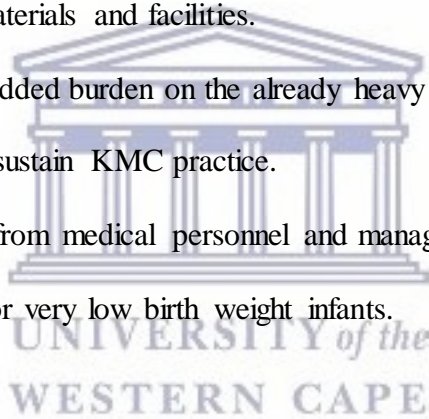 aterials and facilities.
dded burden on the already heavy
sustain KMC practice.
from medical personnel and manag
or very low birth weight infants.
UNIVERSITY of the
WESTERN CAPE